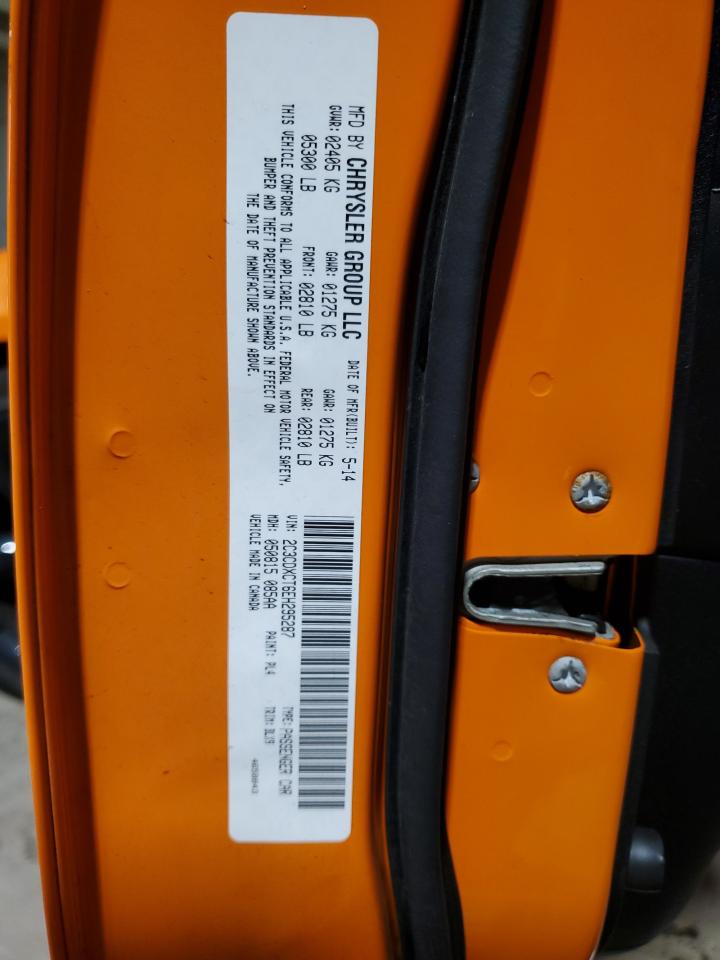 MFD BY CHRYSLER GROUP LLC DATE OF MFR(BUILT): 5-14
GVWR: 02405 KG GAWR: 01275 KG GAWR: 01275 KG
05300 LB FRONT: 02810 LB REAR: 02810 LB
THIS VEHICLE CONFORMS TO ALL APPLICABLE U.S.A. FEDERAL MOTOR VEHICLE SAFETY,
BUMPER AND THEFT PREVENTION STANDARDS IN EFFECT ON
THE DATE OF MANUFACTURE SHOWN ABOVE.
VIN: 2C3CDXCT6EH295287 TYPE: PASSENGER CAR
MDH: 050815 085AA PAINT: PL4 TRIM: BLX9
VEHICLE MADE IN CANADA